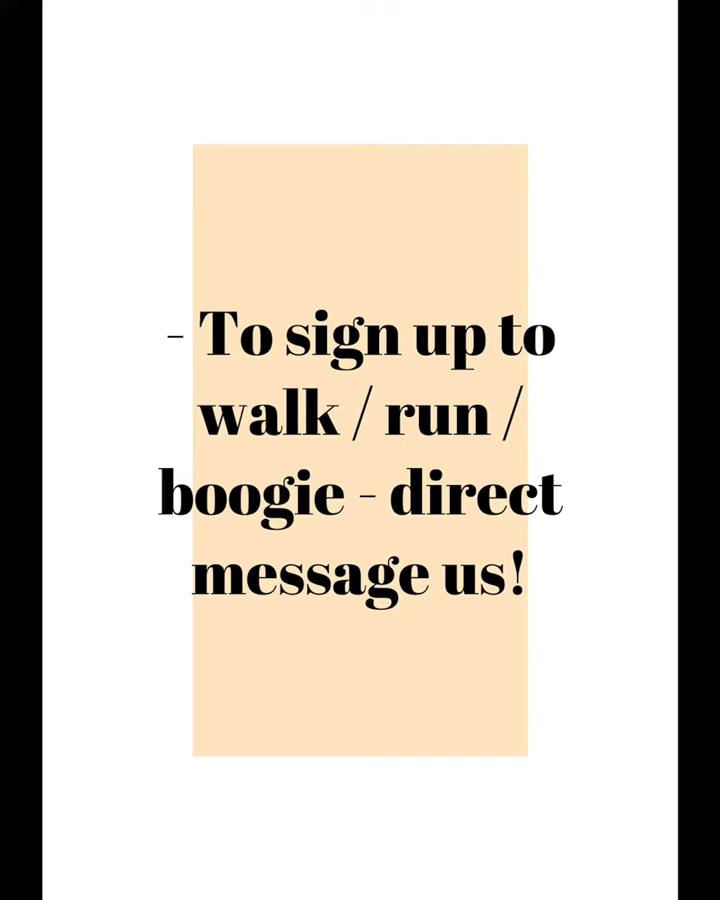 - To sign up to
walk / run /
boogie - direct
message us!